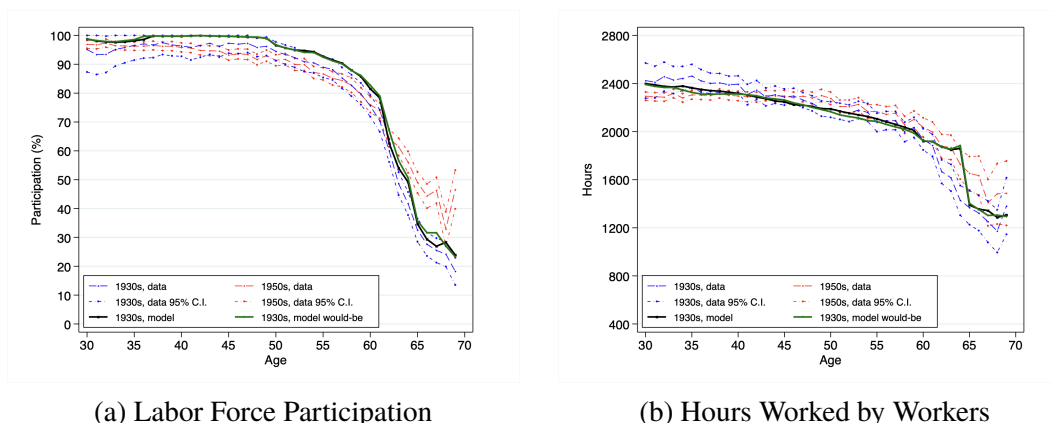 100
90
80
70
60
50
40
30
20
10
0
Participation (%)
1930s, data
1950s, data
1930s, data 95% C.I.
1950s, data 95% C.I.
1930s, model
1930s, model would-be
30 35 40 45 50 55 60 65 70
Age
(a) Labor Force Participation
2800
2400
2000
1600
1200
800
400
Hours
1930s, data
1950s, data
1930s, data 95% C.I.
1950s, data 95% C.I.
1930s, model
1930s, model would-be
30 35 40 45 50 55 60 65 70
Age
(b) Hours Worked by Workers